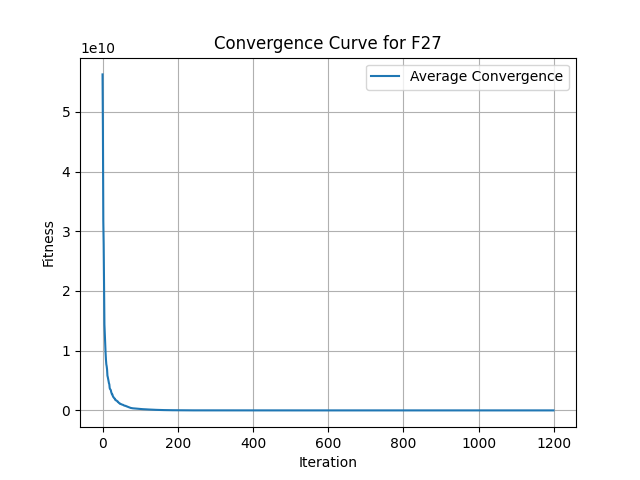 Convergence Curve for F27
1e10
Average Convergence
5
4
3
2
1
0
Fitness
0 200 400 600 800 1000 1200
Iteration